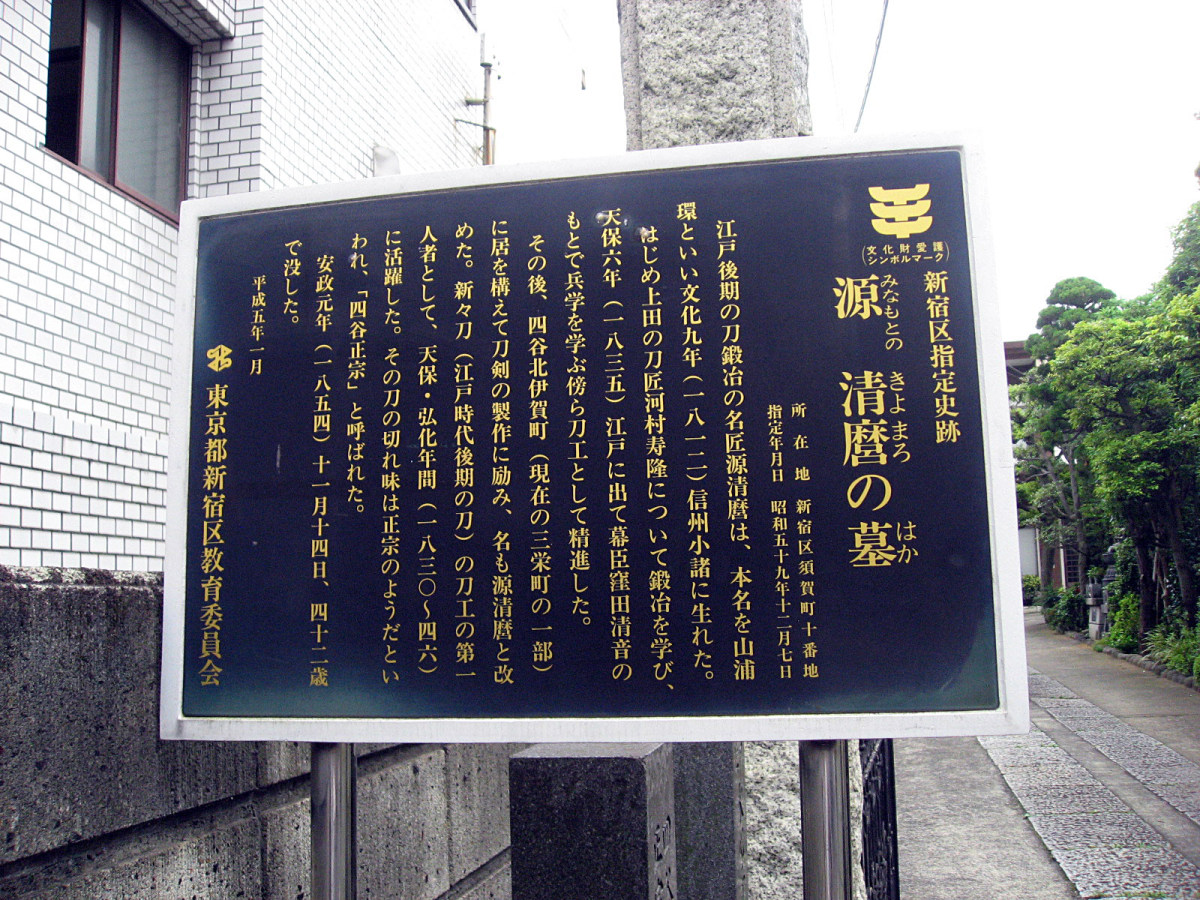 (文化財愛護
シンボルマーク)
新宿区指定史跡
みなもとの きよまろ はか
源 清麿の墓
所在地 新宿区須賀町十番地
指定年月日 昭和五十九年十二月七日
江戸後期の刀鍛冶の名匠源清麿は、本名を山浦
環といい文化九年(一八一二)信州小諸に生れた。
はじめ上田の刀匠河村寿隆について鍛冶を学び、
天保六年(一八三五)江戸に出て幕臣窪田清音の
もとで兵学を学ぶ傍ら刀工として精進した。
その後、四谷北伊賀町(現在の三栄町の一部)
に居を構えて刀剣の製作に励み、名も源清麿と改
めた。新々刀(江戸時代後期の刀)の刀工の第一
人者として、天保・弘化年間(一八三〇〜四六)
に活躍した。その刀の切れ味は正宗のようだとい
われ、「四谷正宗」と呼ばれた。
安政元年(一八五四)十一月十四日、四十二歳
で没した。
平成五年一月
東京都新宿区教育委員会